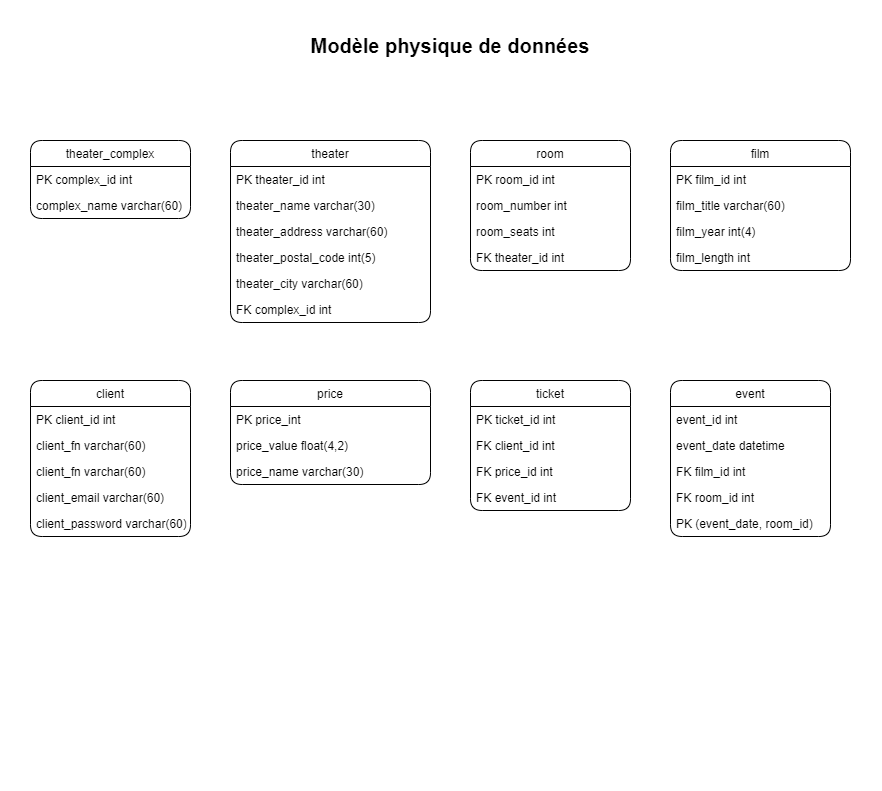 Modèle physique de données
theater_complex
PK complex_id int
complex_name varchar(60)
theater
PK theater_id int
theater_name varchar(30)
theater_address varchar(60)
theater_postal_code int(5)
theater_city varchar(60)
FK complex_id int
room
PK room_id int
room_number int
room_seats int
FK theater_id int
film
PK film_id int
film_title varchar(60)
film_year int(4)
film_length int
client
PK client_id int
client_fn varchar(60)
client_fn varchar(60)
client_email varchar(60)
client_password varchar(60)
price
PK price_int
price_value float(4,2)
price_name varchar(30)
ticket
PK ticket_id int
FK client_id int
FK price_id int
FK event_id int
event
event_id int
event_date datetime
FK film_id int
FK room_id int
PK (event_date, room_id)